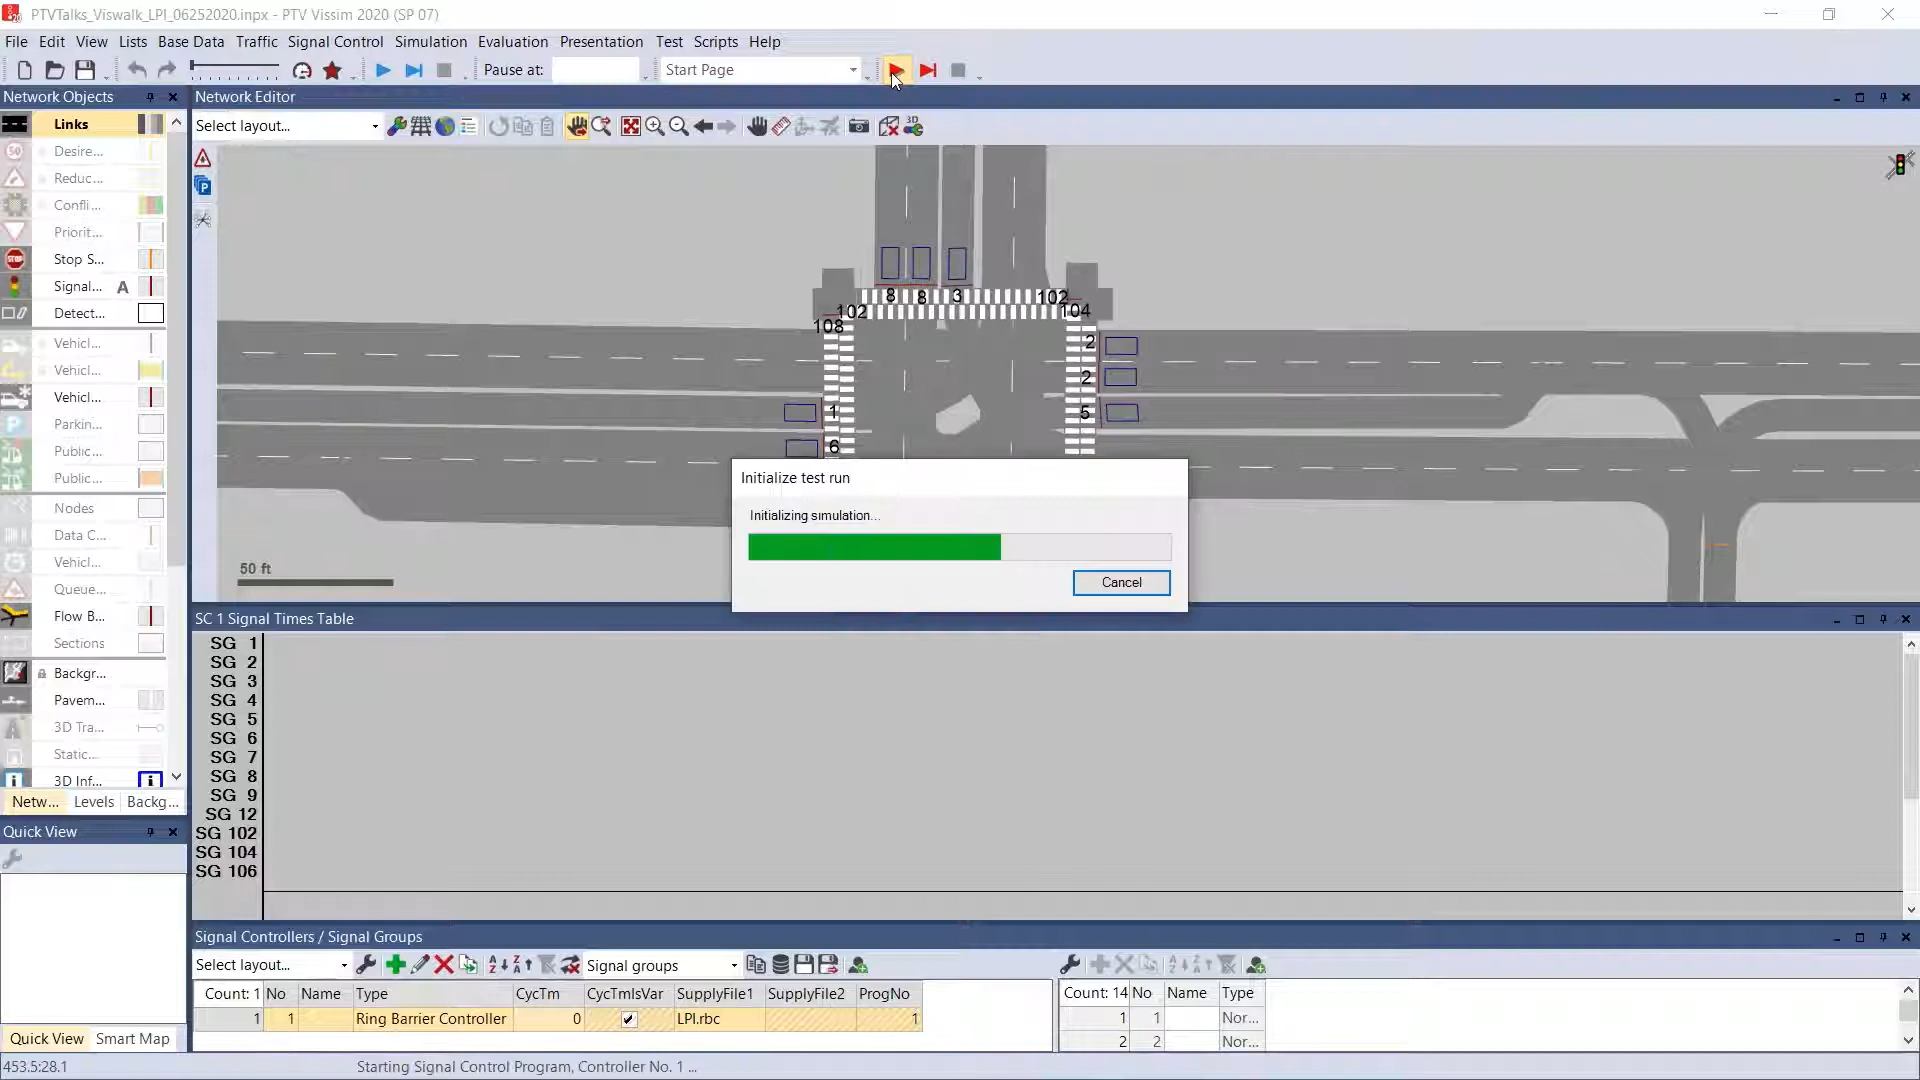 PTVTalks_Viswalk_LPI_06252020.inpx - PTV Vissim 2020 (SP 07)
File Edit View Lists Base Data Traffic Signal Control Simulation Evaluation Presentation Test Scripts Help
Pause at: Start Page
Network Objects
Network Editor
Links
Select layout...
Desire...
Reduc...
Confli...
Priorit...
Stop S...
Signal... A
Detect...
Vehicl...
Vehicl...
Vehicl...
Parkin...
Public...
Public...
Nodes
Data C...
Vehicl...
Queue...
Flow B...
Sections
Backgr...
Pavem...
3D Tra...
Static...
3D Inf...
Netw... Levels Backg...
8 8 3 102
102 104
108
2
2
1 5
6
50 ft
Initialize test run
Initializing simulation...
Cancel
SC 1 Signal Times Table
SG 1
SG 2
SG 3
SG 4
SG 5
SG 6
SG 7
SG 8
SG 9
SG 12
SG 102
SG 104
SG 106
Quick View
Quick View Smart Map
Signal Controllers / Signal Groups
Select layout... Signal groups
Count: 1 No Name Type CycTm CycTmIsVar SupplyFile1 SupplyFile2 ProgNo
1 1 Ring Barrier Controller 0 LPI.rbc 1
Count: 14 No Name Type
1 1 Nor...
2 2 Nor...
453.5:28.1 Starting Signal Control Program, Controller No. 1 ...